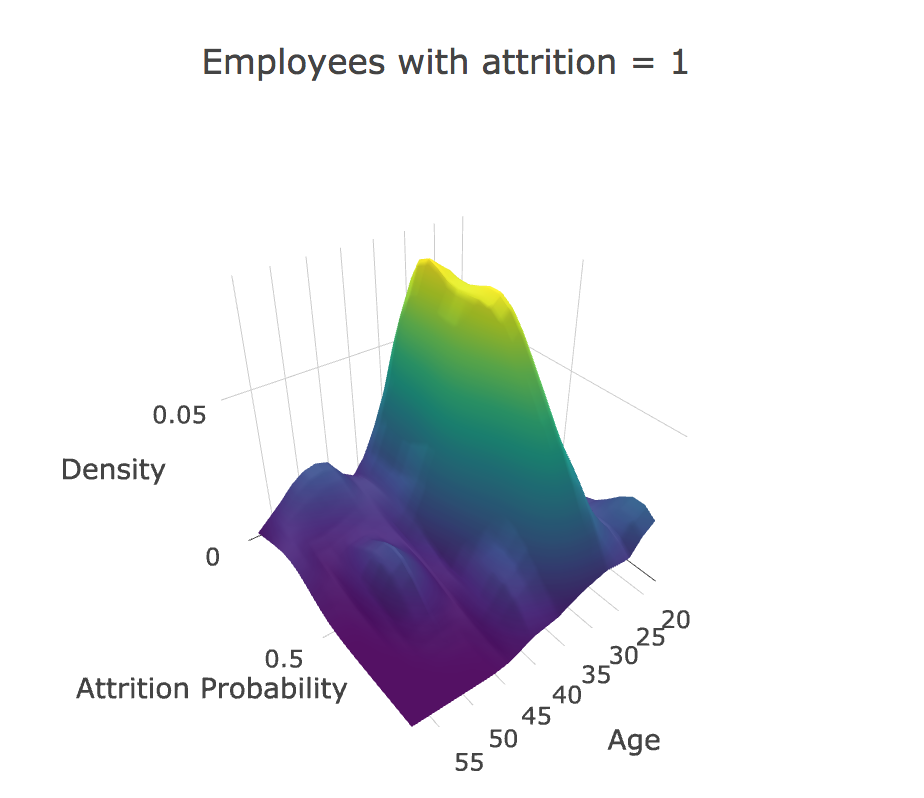 Employees with attrition = 1
0.05
Density
0
0.5
Attrition Probability
20
25
30
35
40
45
50
55
Age